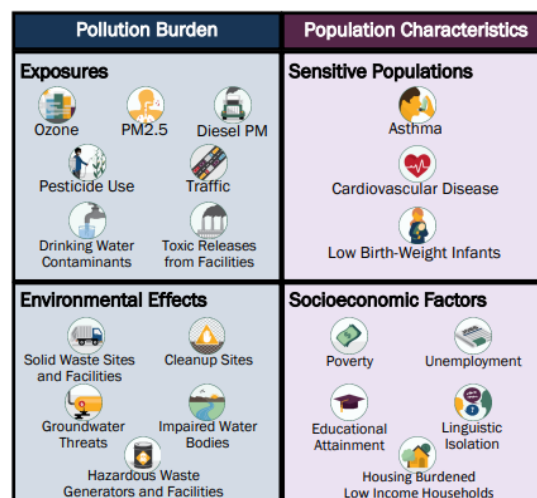 Pollution Burden
Population Characteristics
Exposures
Ozone
PM2.5
Diesel PM
Pesticide Use
Traffic
Drinking Water
Contaminants
Toxic Releases
from Facilities
Sensitive Populations
Asthma
Cardiovascular Disease
Low Birth-Weight Infants
Environmental Effects
Solid Waste Sites
and Facilities
Cleanup Sites
Groundwater
Threats
Impaired Water
Bodies
Hazardous Waste
Generators and Facilities
Socioeconomic Factors
Poverty
Unemployment
Educational
Attainment
Linguistic
Isolation
Housing Burdened
Low Income Households